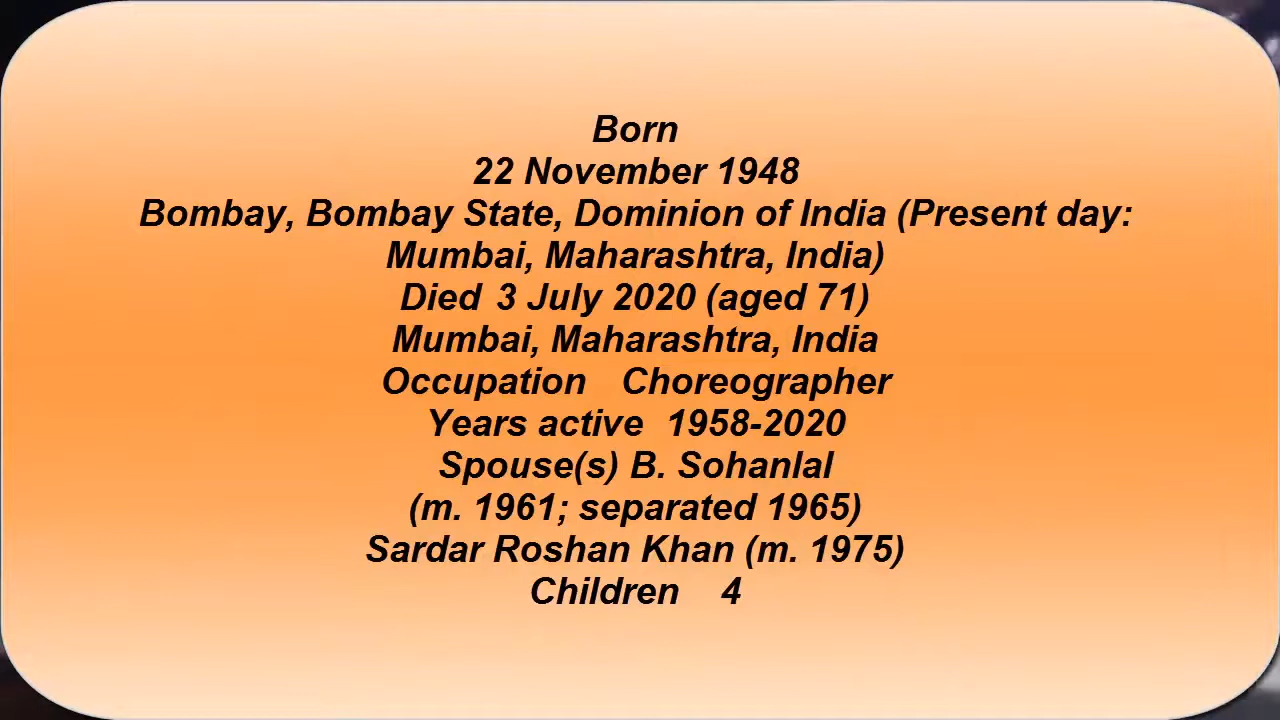 Born
22 November 1948
Bombay, Bombay State, Dominion of India (Present day:
Mumbai, Maharashtra, India)
Died 3 July 2020 (aged 71)
Mumbai, Maharashtra, India
Occupation Choreographer
Years active 1958-2020
Spouse(s) B. Sohanlal
(m. 1961; separated 1965)
Sardar Roshan Khan (m. 1975)
Children 4